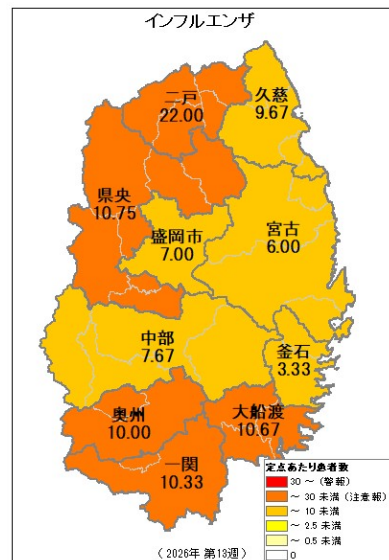 インフルエンザ
二戸
22.00
久慈
9.67
県央
10.75
盛岡市
7.00
宮古
6.00
中部
7.67
釜石
3.33
奥州
10.00
大船渡
10.67
一関
10.33
定点あたり患者数
30 ～ (警報)
～ 30 未満 (注意報)
～ 10 未満
～ 2.5 未満
～ 0.5 未満
0
( 2026年 第13週 )